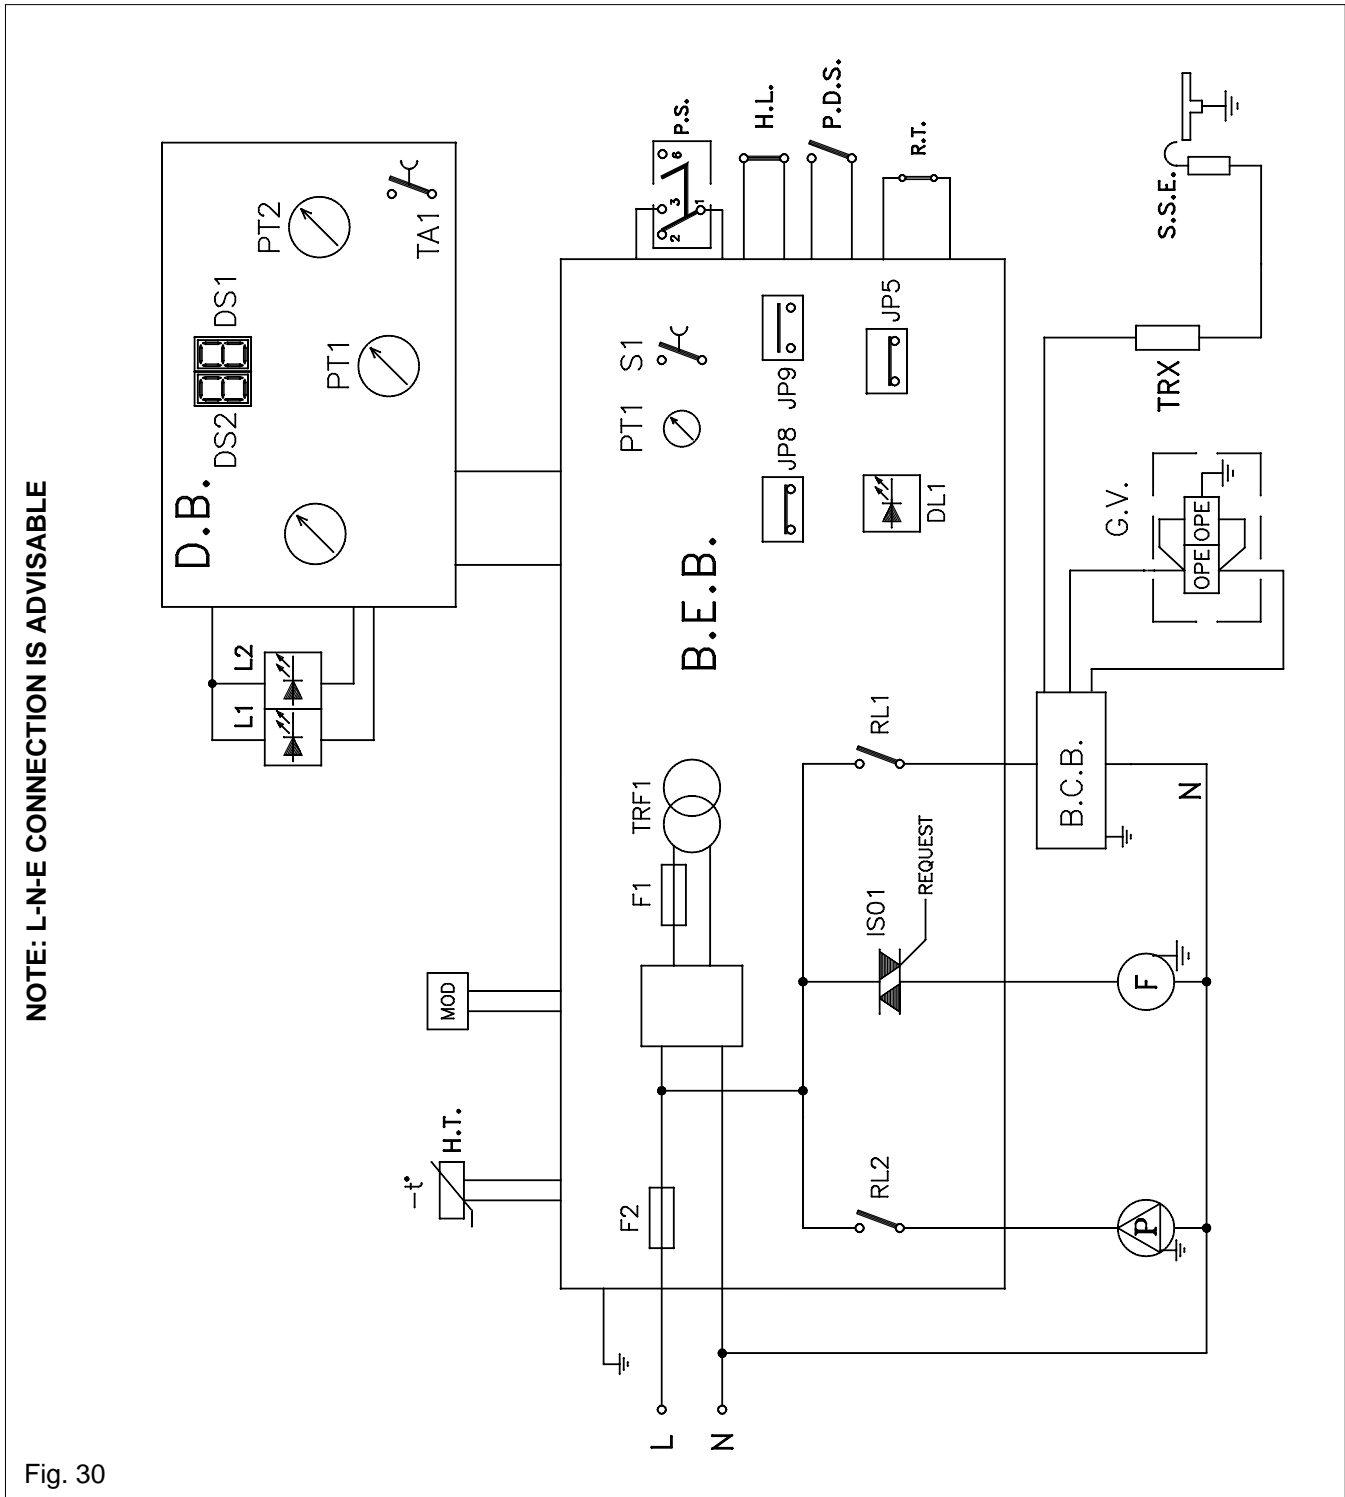 NOTE: L-N-E CONNECTION IS ADVISABLE
D.B.
DS2
DS1
PT1
PT2
TA1
L1
L2
MOD
-t°
H.T.
B.E.B.
PT1
S1
JP8
JP9
JP5
DL1
P.S.
2
3
1
6
H.L.
P.D.S.
R.T.
F1
TRF1
F2
RL2
ISO1
REQUEST
RL1
L
N
P
F
N
B.C.B.
G.V.
OPE
OPE
TRX
S.S.E.
Fig. 30